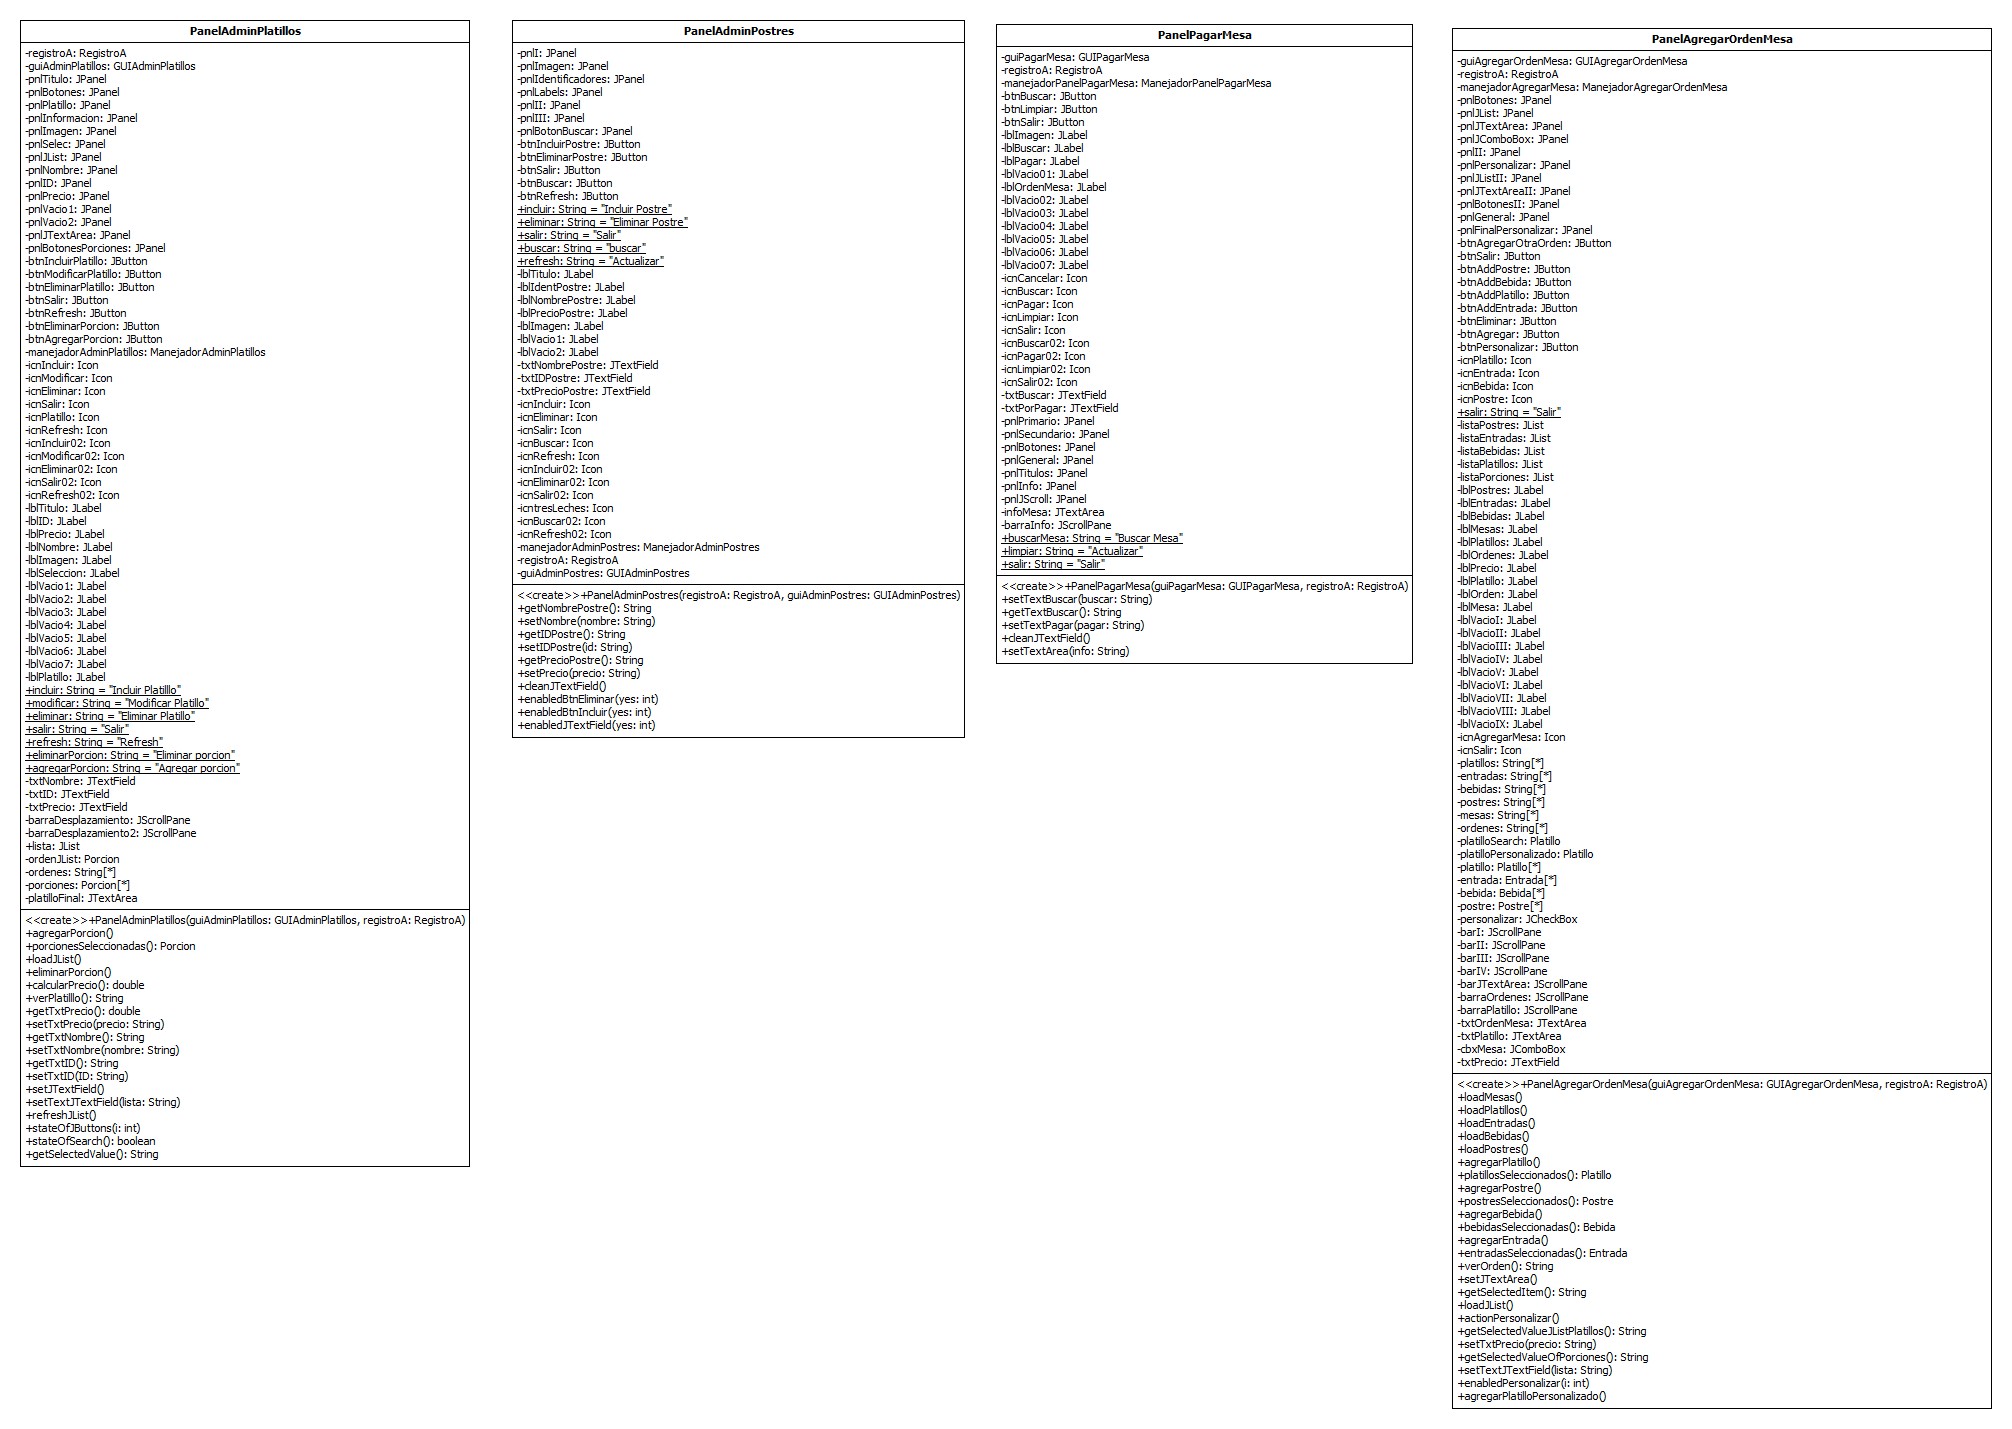 PanelAdminPlatillos
-registroA: RegistroA
-guiAdminPlatillos: GUIAdminPlatillos
-pnlTitulo: JPanel
-pnlBotones: JPanel
-pnlPlatillo: JPanel
-pnlInformacion: JPanel
-pnlImagen: JPanel
-pnlSelec: JPanel
-pnlJList: JPanel
-pnlNombre: JPanel
-pnlID: JPanel
-pnlPrecio: JPanel
-pnlVacio1: JPanel
-pnlVacio2: JPanel
-pnlJTextArea: JPanel
-pnlBotonesPorciones: JPanel
-btnIncluirPlatillo: JButton
-btnModificarPlatillo: JButton
-btnEliminarPlatillo: JButton
-btnSalir: JButton
-btnRefresh: JButton
-btnEliminarPorcion: JButton
-btnAgregarPorcion: JButton
-manejadorAdminPlatillos: ManejadorAdminPlatillos
-icnIncluir: Icon
-icnModificar: Icon
-icnEliminar: Icon
-icnSalir: Icon
-icnPlatillo: Icon
-icnRefresh: Icon
-icnIncluir02: Icon
-icnModificar02: Icon
-icnEliminar02: Icon
-icnSalir02: Icon
-icnRefresh02: Icon
-lblTitulo: JLabel
-lblID: JLabel
-lblPrecio: JLabel
-lblNombre: JLabel
-lblImagen: JLabel
-lblSeleccion: JLabel
-lblVacio1: JLabel
-lblVacio2: JLabel
-lblVacio3: JLabel
-lblVacio4: JLabel
-lblVacio5: JLabel
-lblVacio6: JLabel
-lblVacio7: JLabel
-lblPlatillo: JLabel
+incluir: String = "Incluir Platilllo"
+modificar: String = "Modificar Platillo"
+eliminar: String = "Eliminar Platillo"
+salir: String = "Salir"
+refresh: String = "Refresh"
+eliminarPorcion: String = "Eliminar porcion"
+agregarPorcion: String = "Agregar porcion"
-txtNombre: JTextField
-txtID: JTextField
-txtPrecio: JTextField
-barraDesplazamiento: JScrollPane
-barraDesplazamiento2: JScrollPane
+lista: JList
-ordenJList: Porcion
-ordenes: String[*]
-porciones: Porcion[*]
-platilloFinal: JTextArea
<<create>>+PanelAdminPlatillos(guiAdminPlatillos: GUIAdminPlatillos, registroA: RegistroA)
+agregarPorcion()
+porcionesSeleccionadas(): Porcion
+loadJList()
+eliminarPorcion()
+calcularPrecio(): double
+verPlatilllo(): String
+getTxtPrecio(): double
+setTxtPrecio(precio: String)
+getTxtNombre(): String
+setTxtNombre(nombre: String)
+getTxtID(): String
+setTxtID(ID: String)
+setJTextField()
+setTextJTextField(lista: String)
+refreshJList()
+stateOfJButtons(i: int)
+stateOfSearch(): boolean
+getSelectedValue(): String
PanelAdminPostres
-pnlI: JPanel
-pnlImagen: JPanel
-pnlIdentificadores: JPanel
-pnlLabels: JPanel
-pnlII: JPanel
-pnlIII: JPanel
-pnlBotonBuscar: JPanel
-btnIncluirPostre: JButton
-btnEliminarPostre: JButton
-btnSalir: JButton
-btnBuscar: JButton
-btnRefresh: JButton
+incluir: String = "Incluir Postre"
+eliminar: String = "Eliminar Postre"
+salir: String = "Salir"
+buscar: String = "buscar"
+refresh: String = "Actualizar"
-lblTitulo: JLabel
-lblIdentPostre: JLabel
-lblNombrePostre: JLabel
-lblPrecioPostre: JLabel
-lblImagen: JLabel
-lblVacio1: JLabel
-lblVacio2: JLabel
-txtNombrePostre: JTextField
-txtIDPostre: JTextField
-txtPrecioPostre: JTextField
-icnIncluir: Icon
-icnEliminar: Icon
-icnSalir: Icon
-icnBuscar: Icon
-icnRefresh: Icon
-icnIncluir02: Icon
-icnEliminar02: Icon
-icnSalir02: Icon
-icntresLeches: Icon
-icnBuscar02: Icon
-icnRefresh02: Icon
-manejadorAdminPostres: ManejadorAdminPostres
-registroA: RegistroA
-guiAdminPostres: GUIAdminPostres
<<create>>+PanelAdminPostres(registroA: RegistroA, guiAdminPostres: GUIAdminPostres)
+getNombrePostre(): String
+setNombre(nombre: String)
+getIDPostre(): String
+setIDPostre(id: String)
+getPrecioPostre(): String
+setPrecio(precio: String)
+cleanJTextField()
+enabledBtnEliminar(yes: int)
+enabledBtnIncluir(yes: int)
+enabledJTextField(yes: int)
PanelPagarMesa
-guiPagarMesa: GUIPagarMesa
-registroA: RegistroA
-manejadorPanelPagarMesa: ManejadorPanelPagarMesa
-btnBuscar: JButton
-btnLimpiar: JButton
-btnSalir: JButton
-lblImagen: JLabel
-lblBuscar: JLabel
-lblPagar: JLabel
-lblVacio01: JLabel
-lblOrdenMesa: JLabel
-lblVacio02: JLabel
-lblVacio03: JLabel
-lblVacio04: JLabel
-lblVacio05: JLabel
-lblVacio06: JLabel
-lblVacio07: JLabel
-icnCancelar: Icon
-icnBuscar: Icon
-icnPagar: Icon
-icnLimpiar: Icon
-icnSalir: Icon
-icnBuscar02: Icon
-icnPagar02: Icon
-icnLimpiar02: Icon
-icnSalir02: Icon
-txtBuscar: JTextField
-txtPorPagar: JTextField
-pnlPrimario: JPanel
-pnlSecundario: JPanel
-pnlBotones: JPanel
-pnlGeneral: JPanel
-pnlTitulos: JPanel
-pnlInfo: JPanel
-pnlJScroll: JPanel
-infoMesa: JTextArea
-barraInfo: JScrollPane
+buscarMesa: String = "Buscar Mesa"
+limpiar: String = "Actualizar"
+salir: String = "Salir"
<<create>>+PanelPagarMesa(guiPagarMesa: GUIPagarMesa, registroA: RegistroA)
+setTextBuscar(buscar: String)
+getTextBuscar(): String
+setTextPagar(pagar: String)
+cleanJTextField()
+setTextArea(info: String)
PanelAgregarOrdenMesa
-guiAgregarOrdenMesa: GUIAgregarOrdenMesa
-registroA: RegistroA
-manejadorAgregarMesa: ManejadorAgregarOrdenMesa
-pnlBotones: JPanel
-pnlJList: JPanel
-pnlJTextArea: JPanel
-pnlJComboBox: JPanel
-pnlII: JPanel
-pnlPersonalizar: JPanel
-pnlJListII: JPanel
-pnlJTextAreaII: JPanel
-pnlBotonesII: JPanel
-pnlGeneral: JPanel
-pnlFinalPersonalizar: JPanel
-btnAgregarOtraOrden: JButton
-btnSalir: JButton
-btnAddPostre: JButton
-btnAddBebida: JButton
-btnAddPlatillo: JButton
-btnAddEntrada: JButton
-btnEliminar: JButton
-btnAgregar: JButton
-btnPersonalizar: JButton
-icnPlatillo: Icon
-icnEntrada: Icon
-icnBebida: Icon
-icnPostre: Icon
+salir: String = "Salir"
-listaPostres: JList
-listaEntradas: JList
-listaBebidas: JList
-listaPlatillos: JList
-listaPorciones: JList
-lblPostres: JLabel
-lblEntradas: JLabel
-lblBebidas: JLabel
-lblMesas: JLabel
-lblPlatillos: JLabel
-lblOrdenes: JLabel
-lblPrecio: JLabel
-lblPlatillo: JLabel
-lblOrden: JLabel
-lblMesa: JLabel
-lblVacioI: JLabel
-lblVacioII: JLabel
-lblVacioIII: JLabel
-lblVacioIV: JLabel
-lblVacioV: JLabel
-lblVacioVI: JLabel
-lblVacioVII: JLabel
-lblVacioVIII: JLabel
-lblVacioIX: JLabel
-icnAgregarMesa: Icon
-icnSalir: Icon
-platillos: String[*]
-entradas: String[*]
-bebidas: String[*]
-postres: String[*]
-mesas: String[*]
-ordenes: String[*]
-platilloSearch: Platillo
-platilloPersonalizado: Platillo
-platillo: Platillo[*]
-entrada: Entrada[*]
-bebida: Bebida[*]
-postre: Postre[*]
-personalizar: JCheckBox
-barI: JScrollPane
-barII: JScrollPane
-barIII: JScrollPane
-barIV: JScrollPane
-barJTextArea: JScrollPane
-barraOrdenes: JScrollPane
-barraPlatillo: JScrollPane
-txtOrdenMesa: JTextArea
-txtPlatillo: JTextArea
-cbxMesa: JComboBox
-txtPrecio: JTextField
<<create>>+PanelAgregarOrdenMesa(guiAgregarOrdenMesa: GUIAgregarOrdenMesa, registroA: RegistroA)
+loadMesas()
+loadPlatillos()
+loadEntradas()
+loadBebidas()
+loadPostres()
+agregarPlatillo()
+platillosSeleccionados(): Platillo
+agregarPostre()
+postresSeleccionados(): Postre
+agregarBebida()
+bebidasSeleccionadas(): Bebida
+agregarEntrada()
+entradasSeleccionadas(): Entrada
+verOrden(): String
+setJTextArea()
+getSelectedItem(): String
+loadJList()
+actionPersonalizar()
+getSelectedValueJListPlatillos(): String
+setTxtPrecio(precio: String)
+getSelectedValueOfPorciones(): String
+setTextJTextField(lista: String)
+enabledPersonalizar(i: int)
+agregarPlatilloPersonalizado()